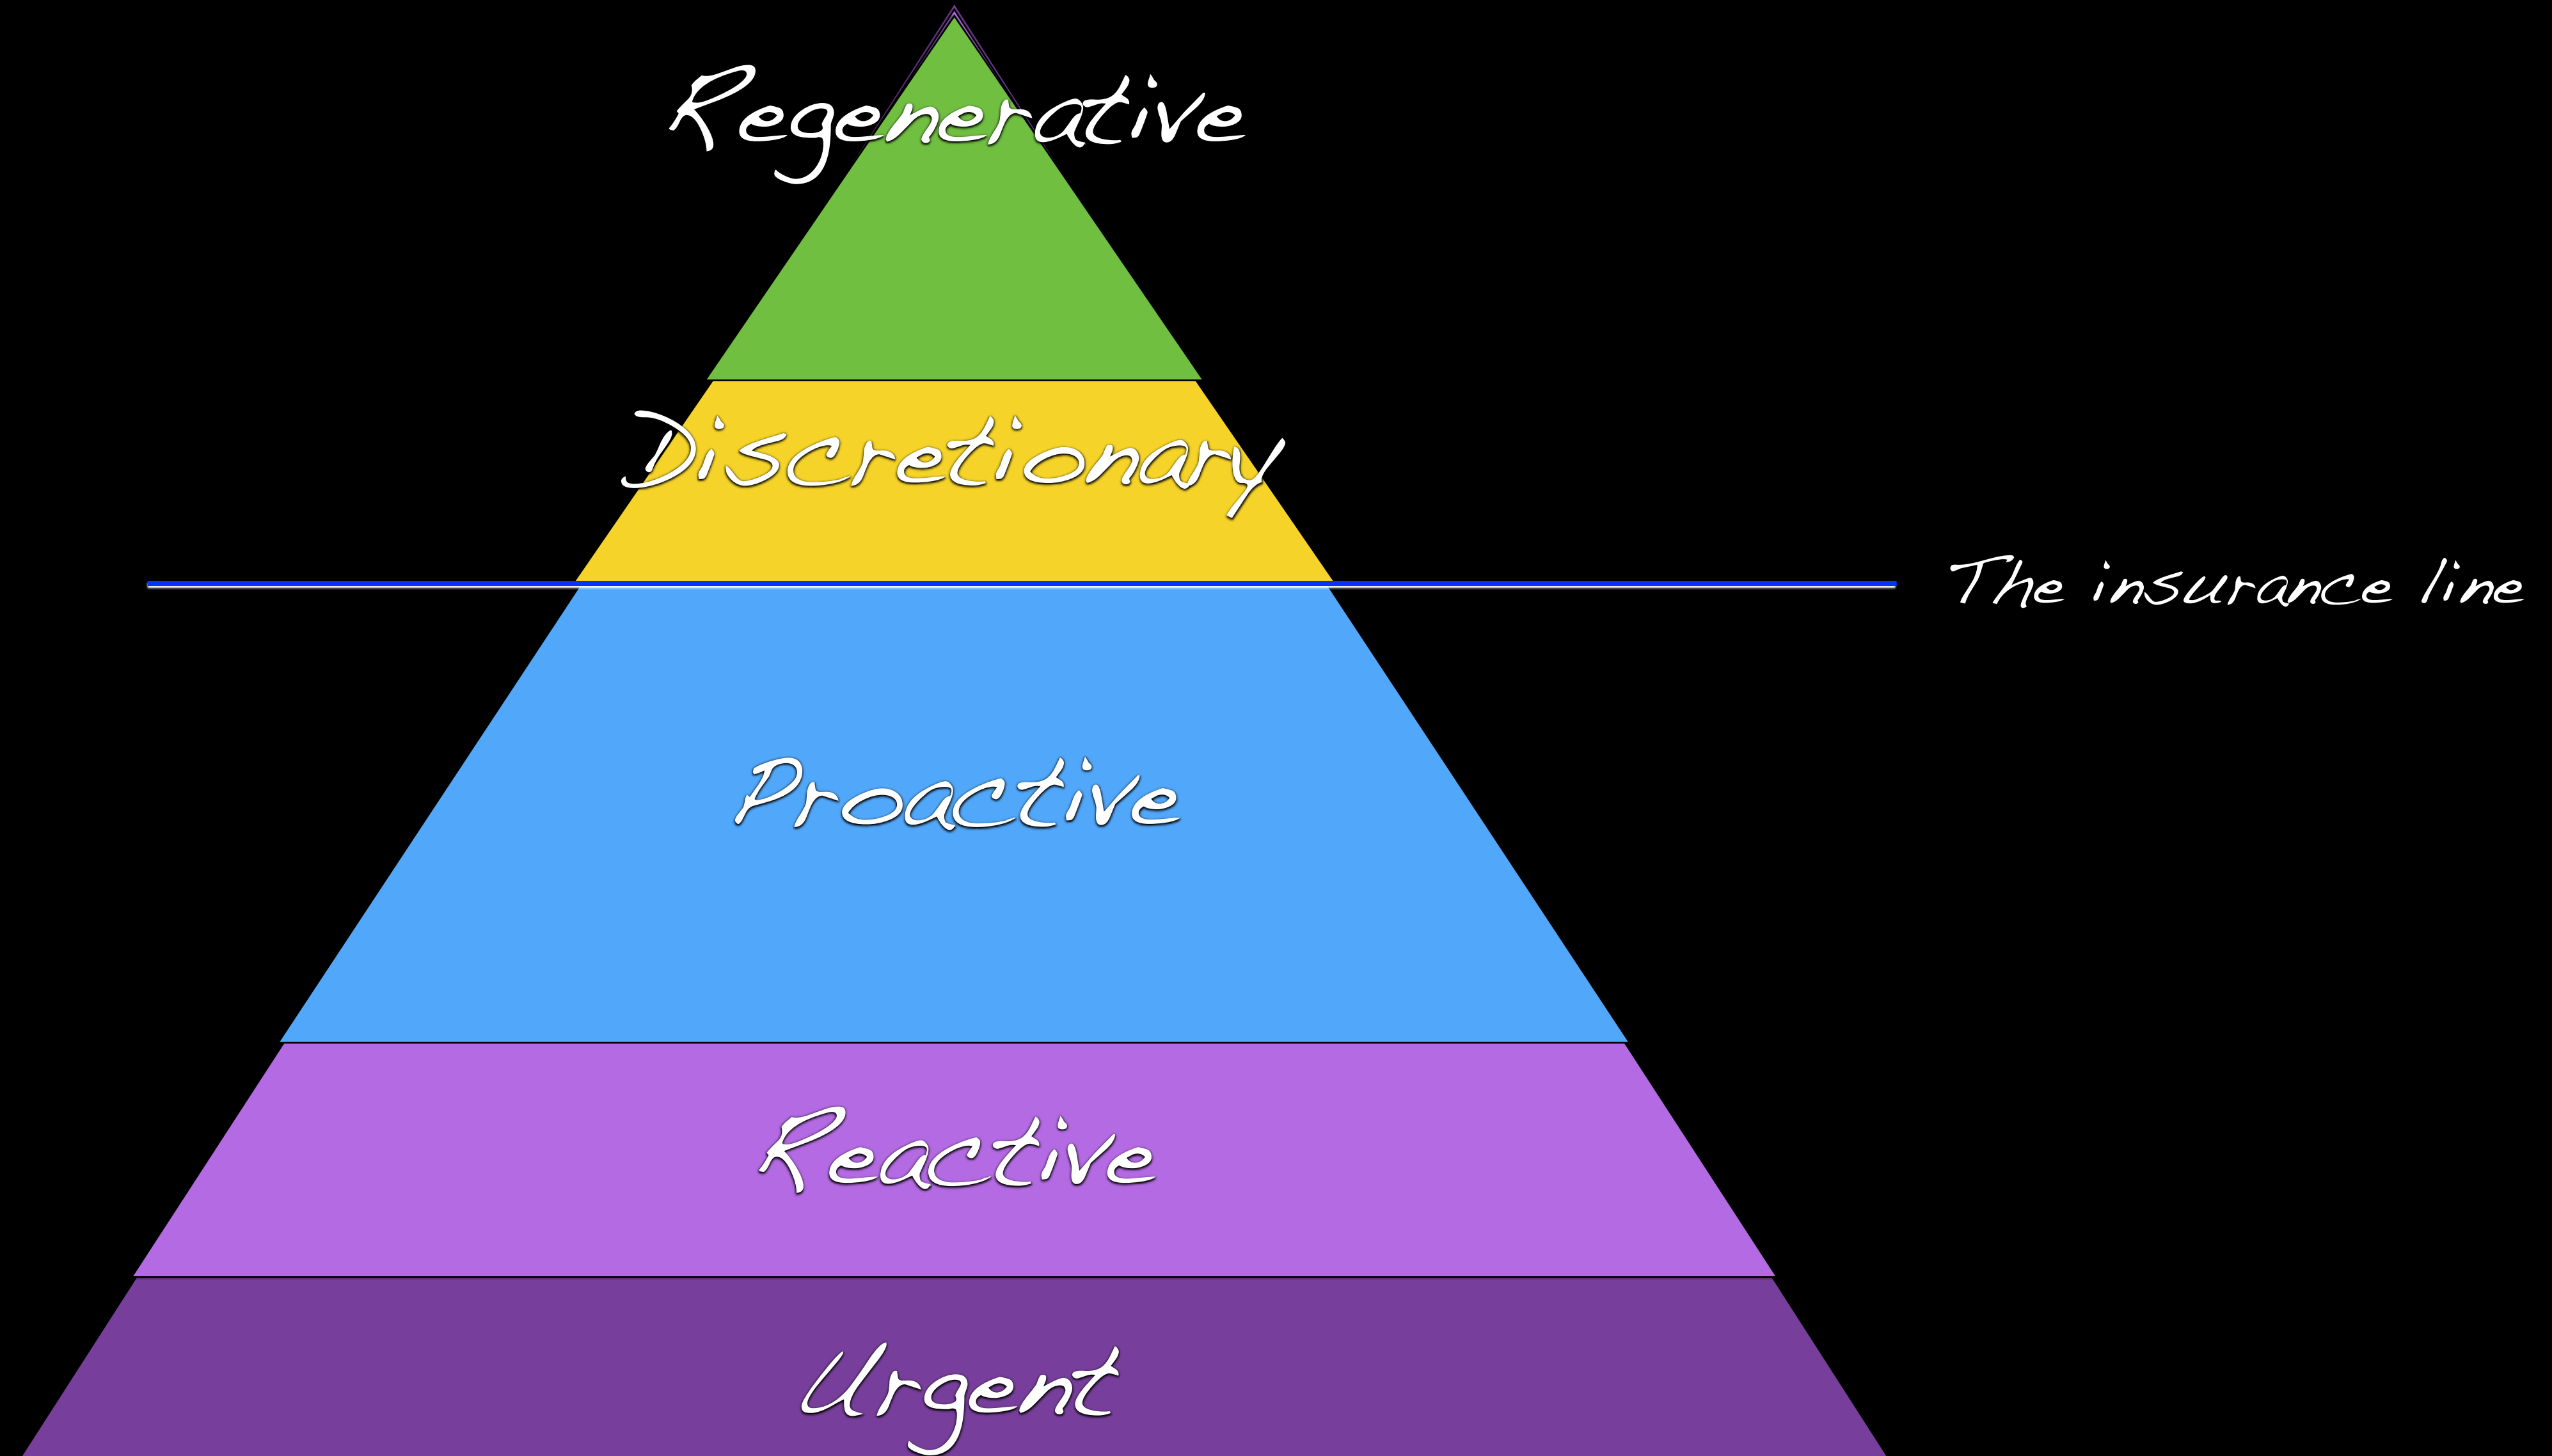 Regenerative
Discretionary
The insurance line
Proactive
Reactive
Urgent